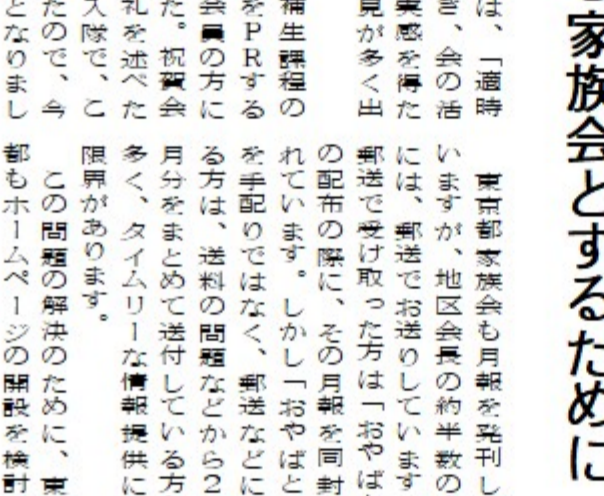 家族会とするために
は、「適時
き、会の活
実感を得た
見が多く出
補生課程の
をPRする
会員の方に
た。祝賀会
礼を述べた
入隊で、こ
たので、今
となりまし
東京都家族会も月報を発刊し
いますが、地区会長の約半数の
には、郵送でお送りしています
郵送で受け取った方は「おやば
の配布の際に、その月報を同封
れています。しかし「おやばと
を手配りではなく、郵送などに
る方は、送料の問題などから2
月分をまとめて送付している方
多く、タイムリーな情報提供に
限界があります。
この問題の解決のために、東
都もホームページの開設を検討